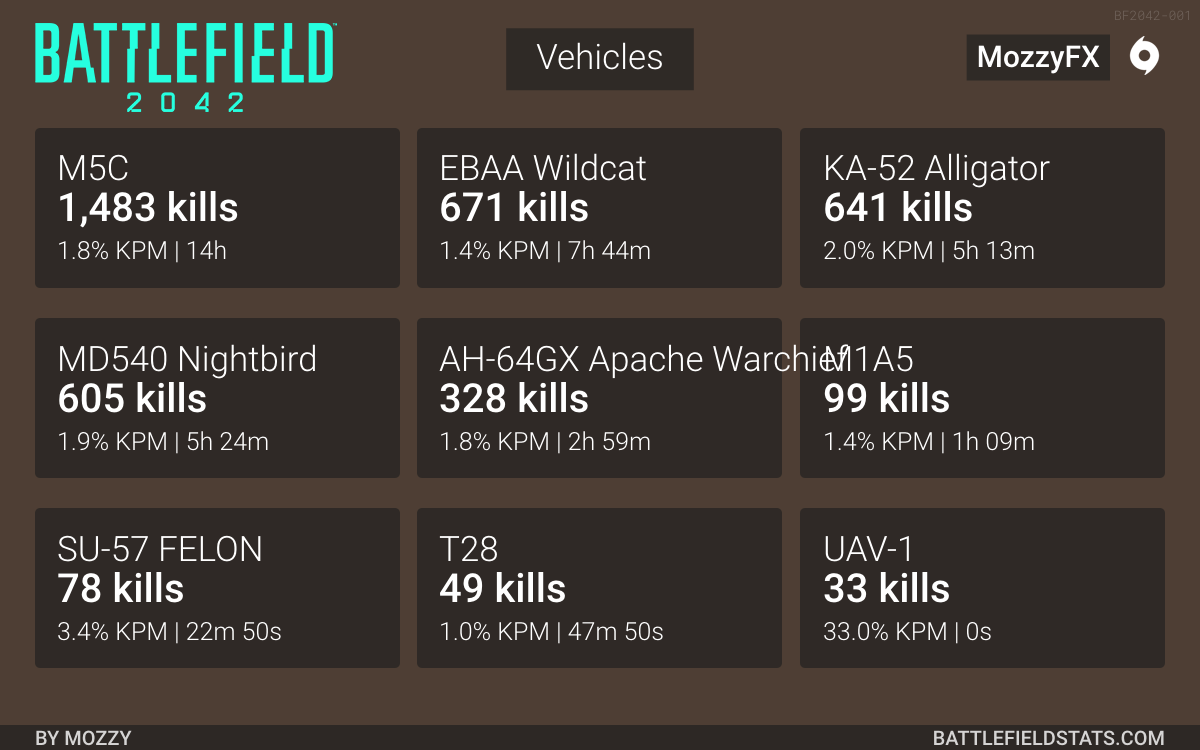 BF2042-001
BATTLEFIELD™
2042
Vehicles
MozzyFX
M5C
1,483 kills
1.8% KPM | 14h
EBAA Wildcat
671 kills
1.4% KPM | 7h 44m
KA-52 Alligator
641 kills
2.0% KPM | 5h 13m
MD540 Nightbird
605 kills
1.9% KPM | 5h 24m
AH-64GX Apache Warchief
328 kills
1.8% KPM | 2h 59m
M1A5
99 kills
1.4% KPM | 1h 09m
SU-57 FELON
78 kills
3.4% KPM | 22m 50s
T28
49 kills
1.0% KPM | 47m 50s
UAV-1
33 kills
33.0% KPM | 0s
BY MOZZY
BATTLEFIELDSTATS.COM